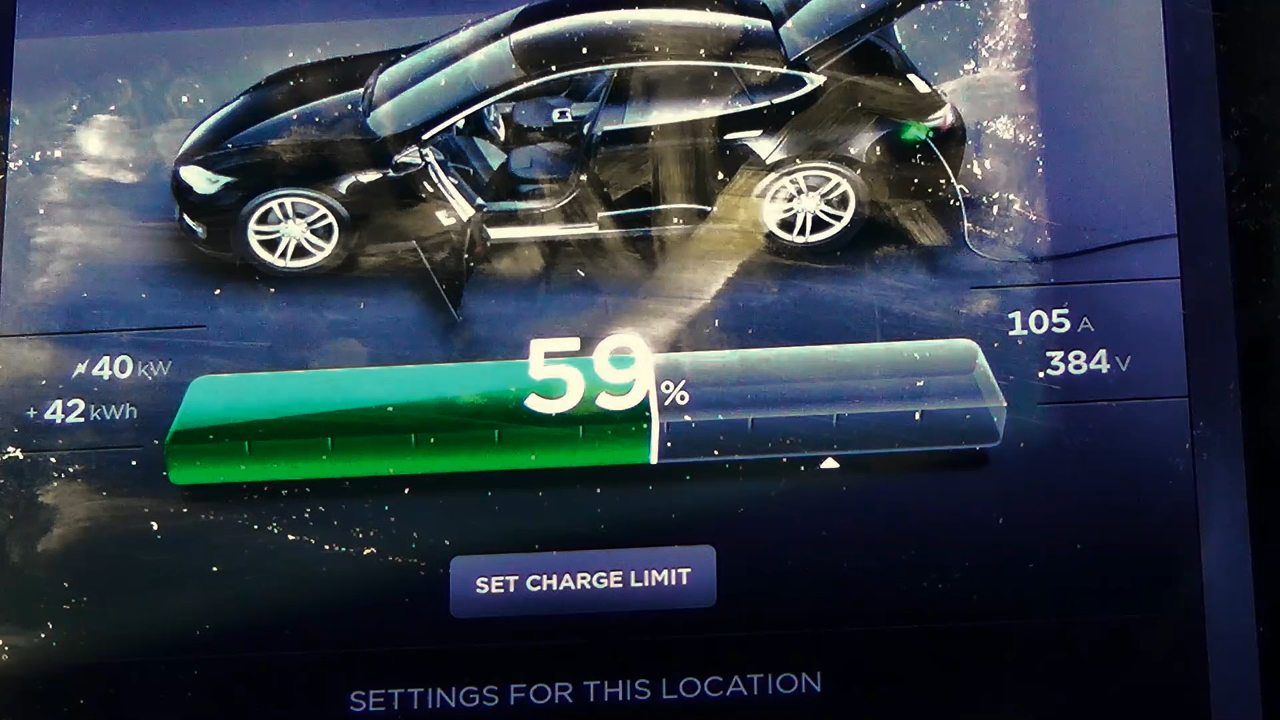 105 A
40 kW
384 V
+42 kWh
59 %
SET CHARGE LIMIT
SETTINGS FOR THIS LOCATION